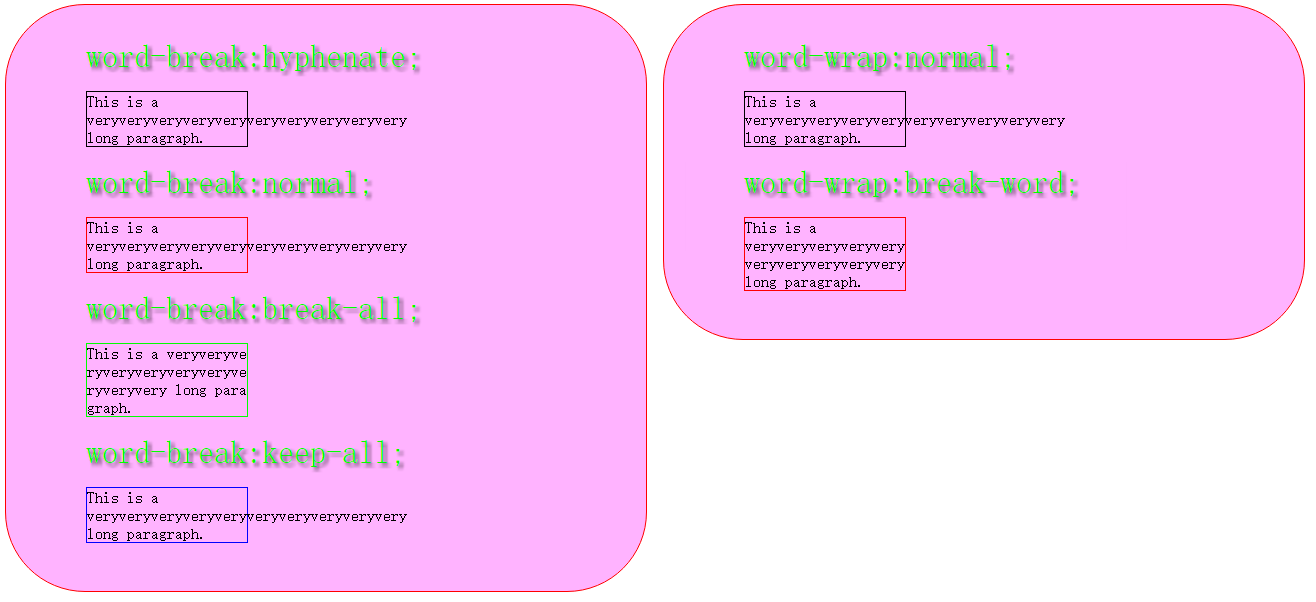 word-break:hyphenate;
This is a
veryveryveryveryveryveryveryveryveryvery
long paragraph.
word-break:normal;
This is a
veryveryveryveryveryveryveryveryveryvery
long paragraph.
word-break:break-all;
This is a veryveryve
ryveryveryveryveryve
ryveryvery long para
graph.
word-break:keep-all;
This is a
veryveryveryveryveryveryveryveryveryvery
long paragraph.
word-wrap:normal;
This is a
veryveryveryveryveryveryveryveryveryvery
long paragraph.
word-wrap:break-word;
This is a
veryveryveryveryvery
veryveryveryveryvery
long paragraph.